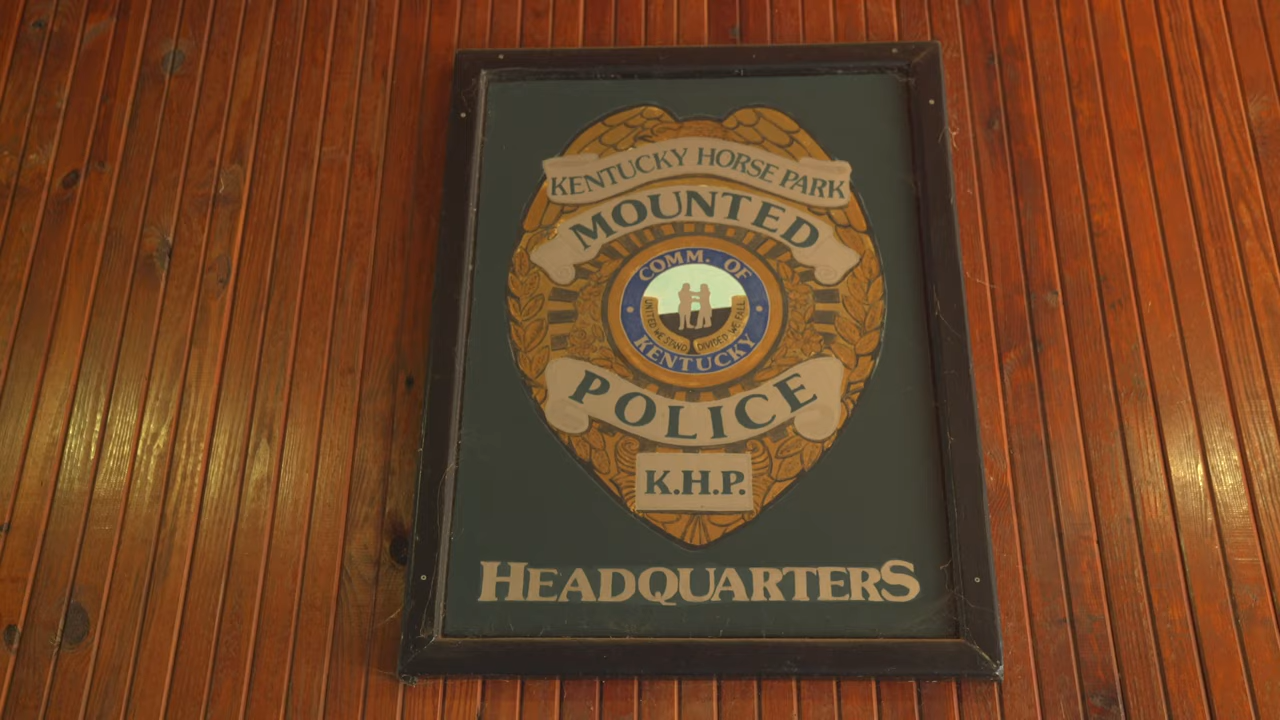 KENTUCKY HORSE PARK
MOUNTED
COMM. OF
UNITED WE STAND DIVIDED WE FALL
KENTUCKY
POLICE
K.H.P.
HEADQUARTERS